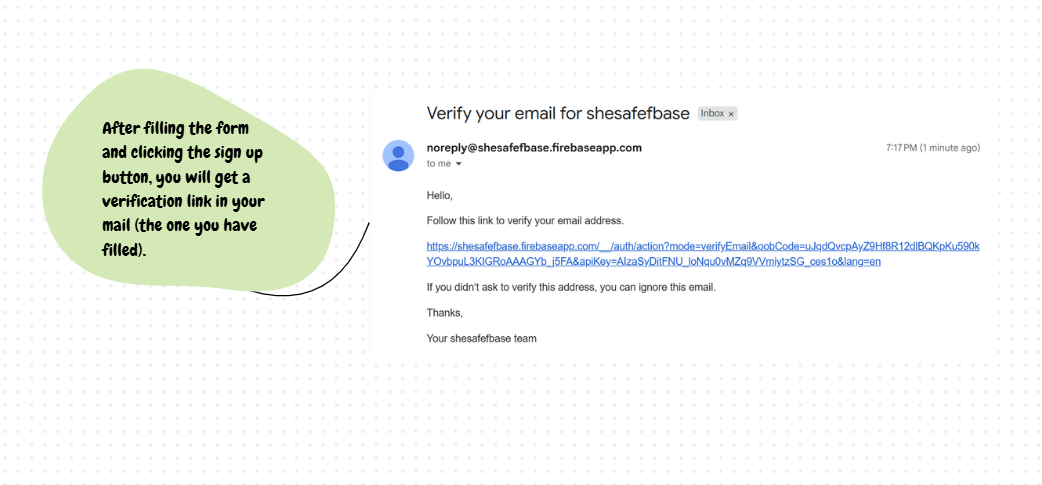 After filling the form
and clicking the sign up
button, you will get a
verification link in your
mail (the one you have
filled).
Verify your email for shesafefbase Inbox x
noreply@shesafefbase.firebaseapp.com 7:17 PM (1 minute ago)
to me
Hello,
Follow this link to verify your email address.
https://shesafefbase.firebaseapp.com/__/auth/action?mode=verifyEmail&oobCode=uJqdQvcpAyZ9Hf8R12dlBQKpKu590k
YOvbpuL3KlGRoAAAGYb_j5FA&apiKey=AIzaSyDitFNU_loNqu0vMZq9VVmiytzSG_ces1o&lang=en
If you didn't ask to verify this address, you can ignore this email.
Thanks,
Your shesafefbase team